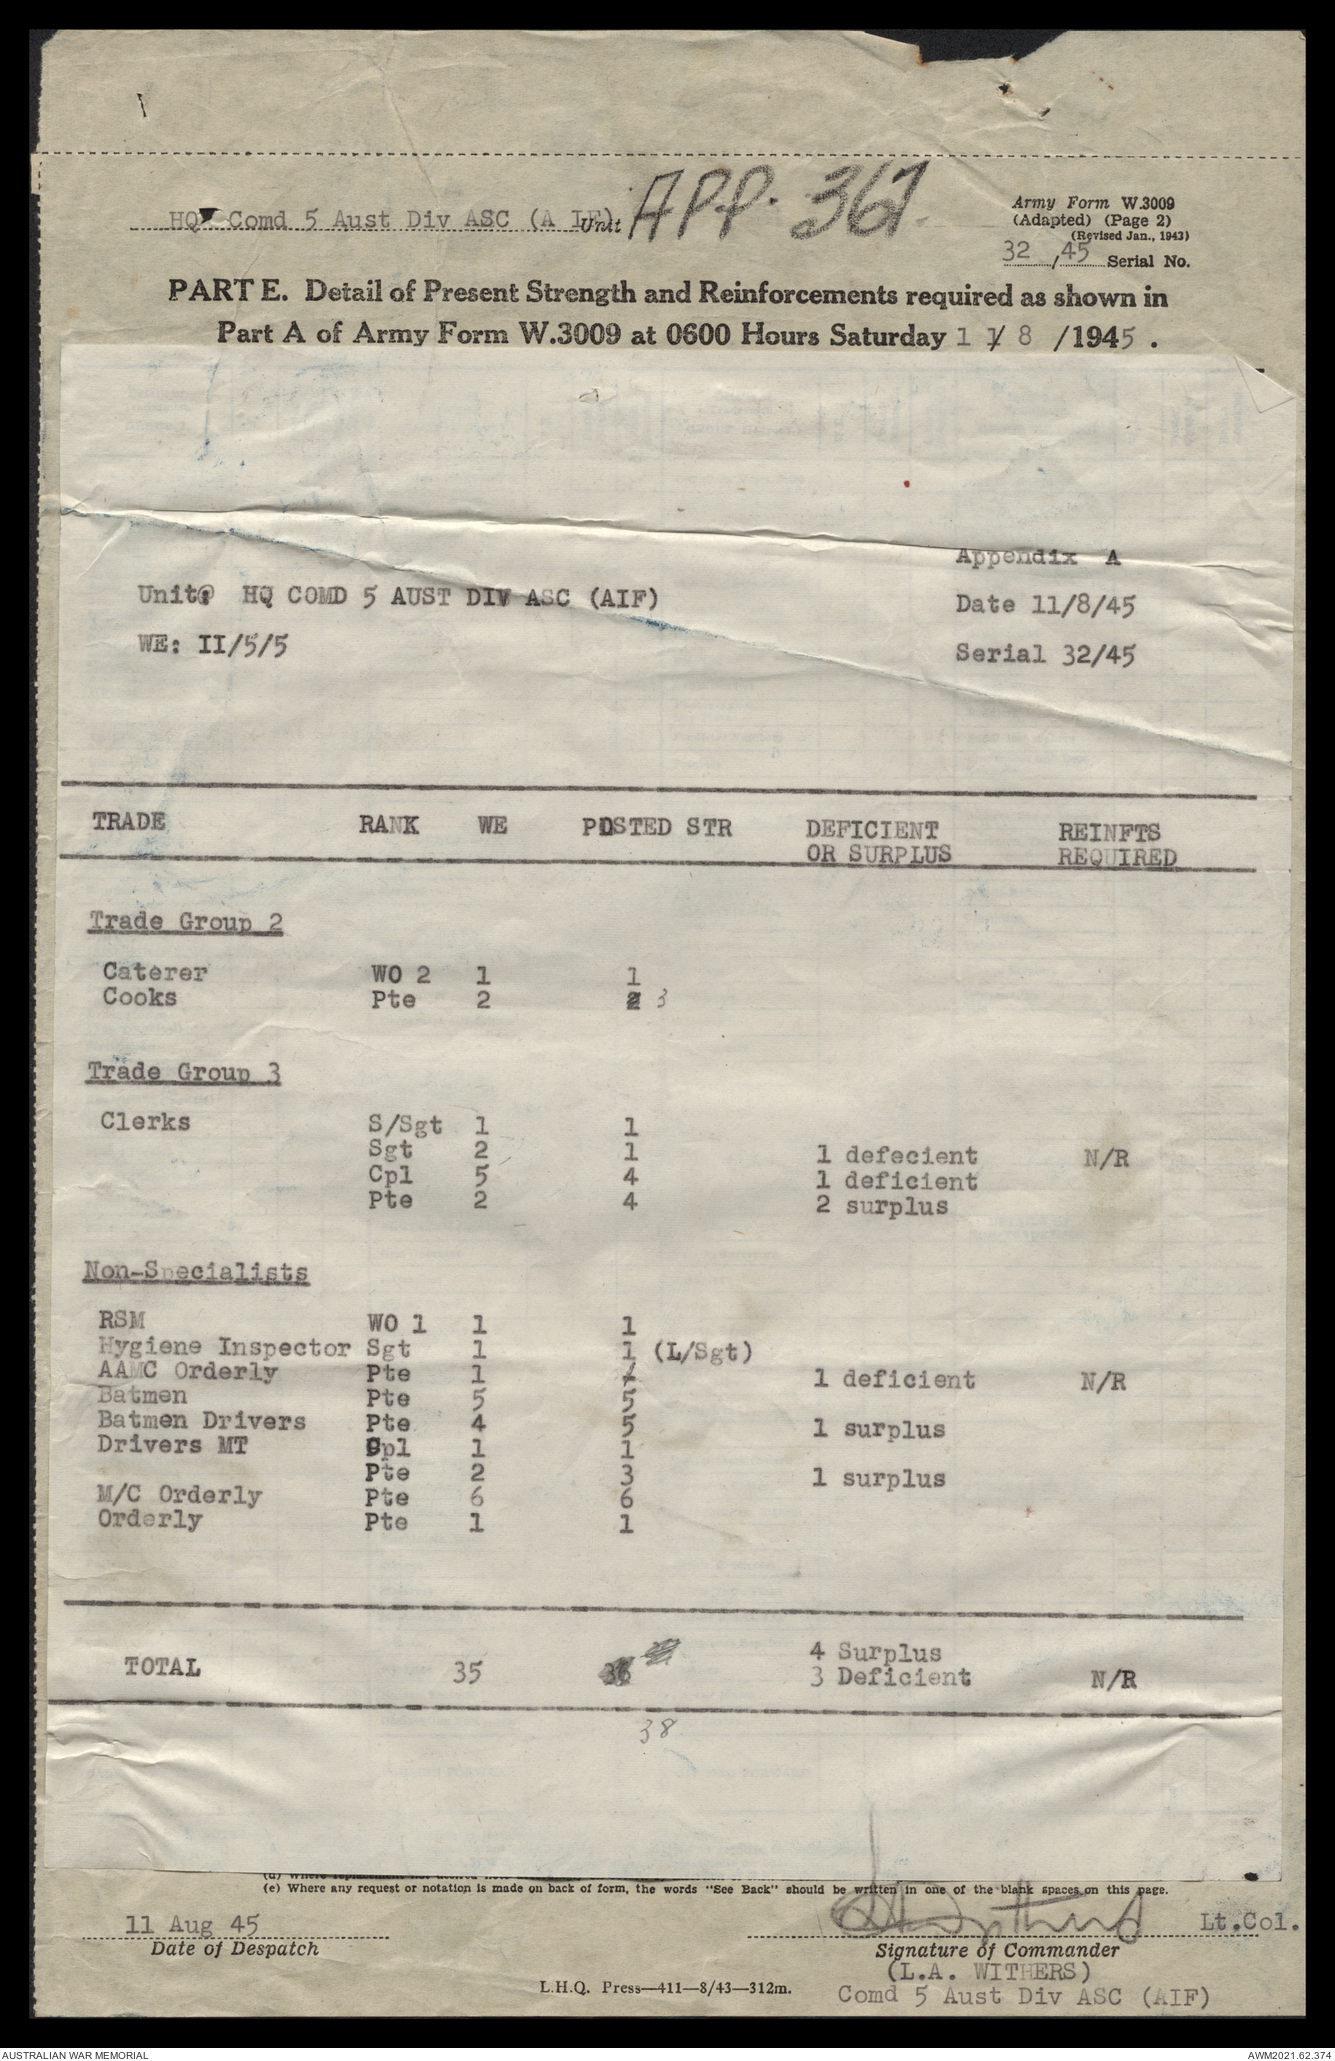 HQ Comd 5 Aust Div ASC (A IF) Unit
APP. 367
Army Form W.3009
(Adapted) (Page 2)
(Revised Jan., 1943)
32 / 45 Serial No.
PART E. Detail of Present Strength and Reinforcements required as shown in
Part A of Army Form W.3009 at 0600 Hours Saturday 11/ 8 /1945 .
Appendix A
Unit: HQ COMD 5 AUST DIV ASC (AIF)
Date 11/8/45
WE: II/5/5
Serial 32/45
TRADE RANK WE POSTED STR DEFICIENT REINFTS
OR SURPLUS REQUIRED
Trade Group 2
Caterer WO 2 1 1
Cooks Pte 2 3
Trade Group 3
Clerks S/Sgt 1 1
Sgt 2 1 1 defecient N/R
Cpl 5 4 1 deficient
Pte 2 4 2 surplus
Non-Specialists
RSM WO 1 1 1
Hygiene Inspector Sgt 1 1 (L/Sgt)
AAMC Orderly Pte 1 1 deficient N/R
Batmen Pte 5 5
Batmen Drivers Pte 4 5 1 surplus
Drivers MT Cpl 1 1
Pte 2 3 1 surplus
M/C Orderly Pte 6 6
Orderly Pte 1 1
4 Surplus
TOTAL 35 36 3 Deficient N/R
38
(e) Where any request or notation is made on back of form, the words "See Back" should be written in one of the blank spaces on this page.
11 Aug 45
Date of Despatch
Lt.Col.
Signature of Commander
(L.A. WITHERS)
Comd 5 Aust Div ASC (AIF)
L.H.Q. Press—411—8/43—312m.
AUSTRALIAN WAR MEMORIAL
AWM2021.62.374